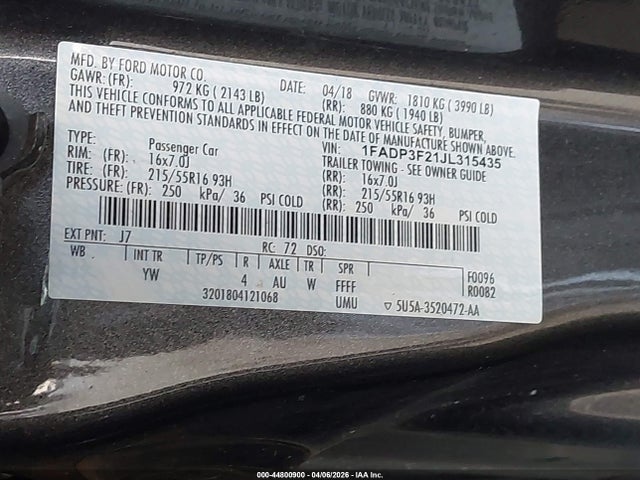 MFD. BY FORD MOTOR CO.
DATE: 04/18 GVWR: 1810 KG ( 3990 LB)
GAWR: (FR): 972 KG ( 2143 LB) (RR): 880 KG ( 1940 LB)
THIS VEHICLE CONFORMS TO ALL APPLICABLE FEDERAL MOTOR VEHICLE SAFETY, BUMPER,
AND THEFT PREVENTION STANDARDS IN EFFECT ON THE DATE OF MANUFACTURE SHOWN ABOVE.
VIN: 1FADP3F21JL315435
TYPE: Passenger Car TRAILER TOWING - SEE OWNER GUIDE
RIM: (FR): 16x7.0J (RR): 16x7.0J
TIRE: (FR): 215/55R16 93H (RR): 215/55R16 93H
PRESSURE: (FR): 250 kPa/ 36 PSI COLD (RR): 250 kPa/ 36 PSI COLD
EXT PNT: J7 RC: 72 DSO:
WB INT TR TP/PS R AXLE TR SPR F0096
YW 4 AU W FFFF R0082
3201804121068 UMU ▽ 5U5A-3520472-AA
000-44800900 - 04/06/2026 - IAA Inc.